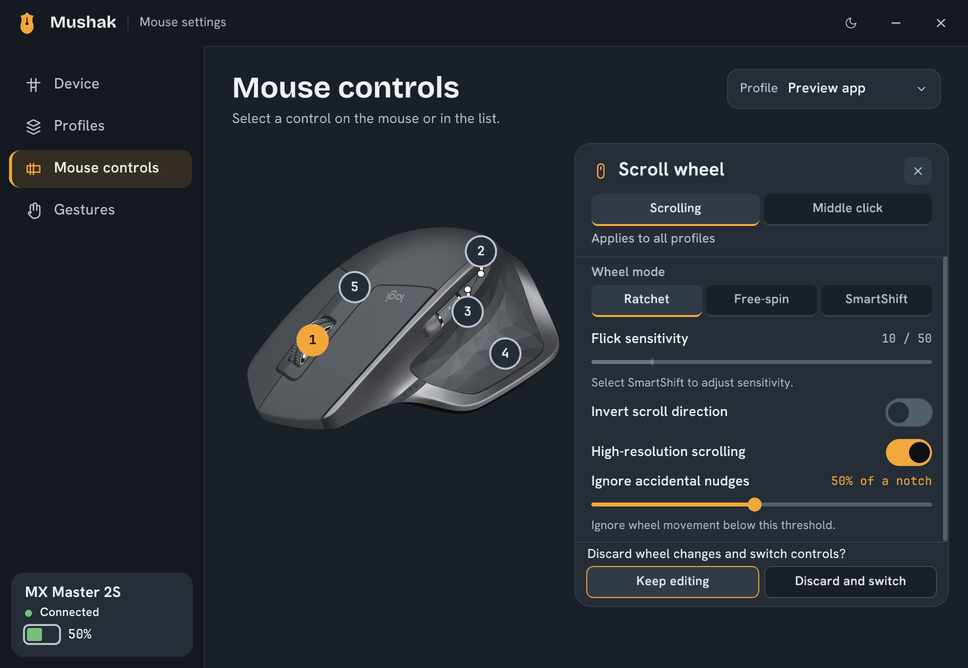 Mushak
Mouse settings
Device
Profiles
Mouse controls
Gestures
MX Master 2S
Connected
50%
Mouse controls
Select a control on the mouse or in the list.
Profile Preview app
1
2
3
4
5
logi
Scroll wheel
Scrolling
Middle click
Applies to all profiles
Wheel mode
Ratchet
Free-spin
SmartShift
Flick sensitivity
10 / 50
Select SmartShift to adjust sensitivity.
Invert scroll direction
High-resolution scrolling
Ignore accidental nudges
50% of a notch
Ignore wheel movement below this threshold.
Discard wheel changes and switch controls?
Keep editing
Discard and switch